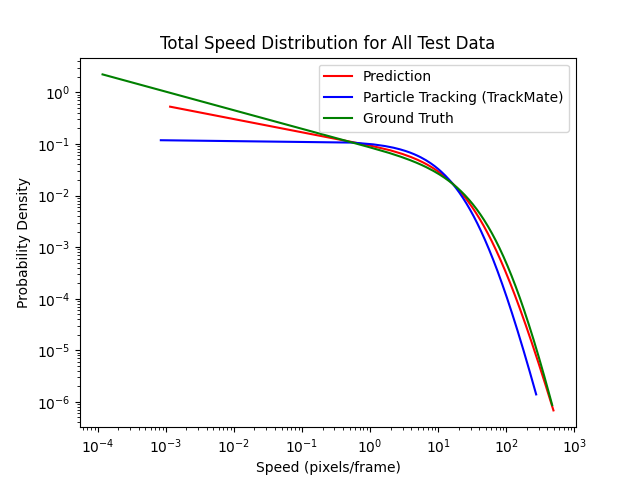 Total Speed Distribution for All Test Data
Prediction
Particle Tracking (TrackMate)
Ground Truth
Probability Density
10⁰
10⁻¹
10⁻²
10⁻³
10⁻⁴
10⁻⁵
10⁻⁶
10⁻⁴ 10⁻³ 10⁻² 10⁻¹ 10⁰ 10¹ 10² 10³
Speed (pixels/frame)